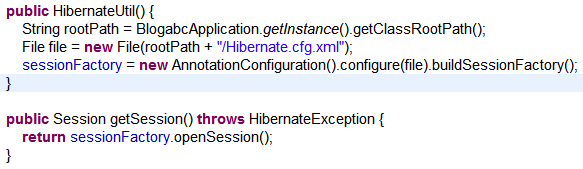 public HibernateUtil() {
String rootPath = BlogabcApplication.getInstance().getClassRootPath();
File file = new File(rootPath + "/Hibernate.cfg.xml");
sessionFactory = new AnnotationConfiguration().configure(file).buildSessionFactory();
}
public Session getSession() throws HibernateException {
return sessionFactory.openSession();
}